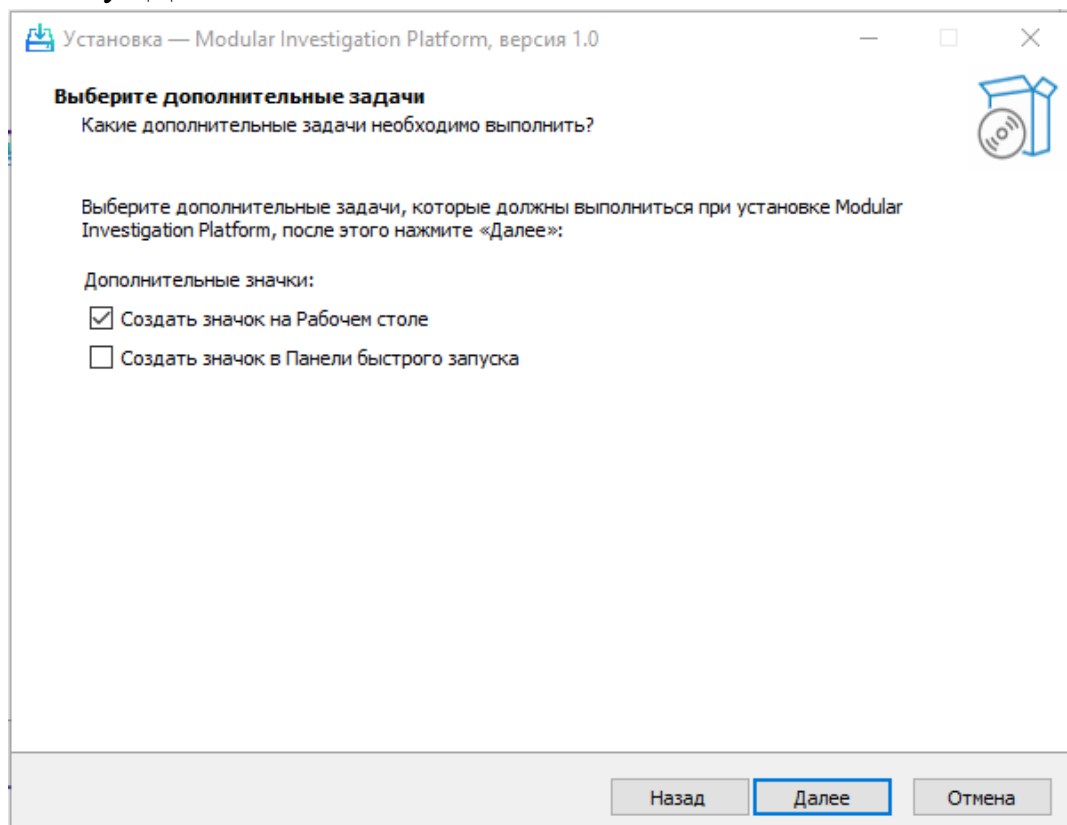 Установка — Modular Investigation Platform, версия 1.0
Выберите дополнительные задачи
Какие дополнительные задачи необходимо выполнить?
Выберите дополнительные задачи, которые должны выполниться при установке Modular
Investigation Platform, после этого нажмите «Далее»:
Дополнительные значки:
Создать значок на Рабочем столе
Создать значок в Панели быстрого запуска
Назад
Далее
Отмена